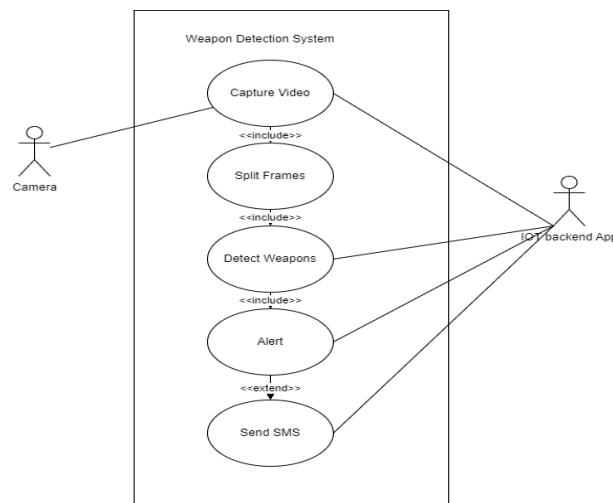 Weapon Detection System
Capture Video
<<include>>
Split Frames
Camera
<<include>>
IOT backend App
Detect Weapons
<<include>>
Alert
<<extend>>
Send SMS